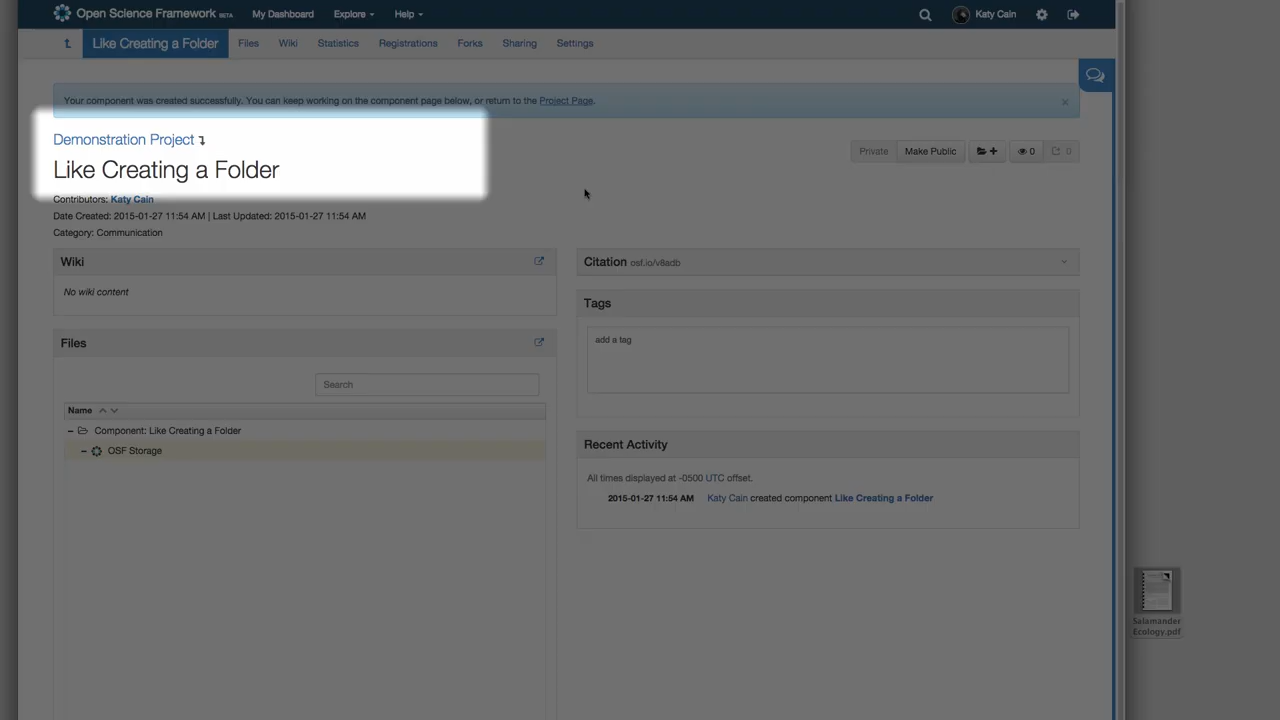 Open Science Framework BETA My Dashboard Explore Help Katy Cain
Like Creating a Folder Files Wiki Statistics Registrations Forks Sharing Settings
Your component was created successfully. You can keep working on the component page below, or return to the Project Page.
Demonstration Project
Like Creating a Folder
Private Make Public 0 0
Contributors: Katy Cain
Date Created: 2015-01-27 11:54 AM | Last Updated: 2015-01-27 11:54 AM
Category: Communication
Wiki
No wiki content
Files
Search
Name
Component: Like Creating a Folder
OSF Storage
Citation osf.io/v8adb
Tags
add a tag
Recent Activity
All times displayed at -0500 UTC offset.
2015-01-27 11:54 AM Katy Cain created component Like Creating a Folder
Salamander
Ecology.pdf